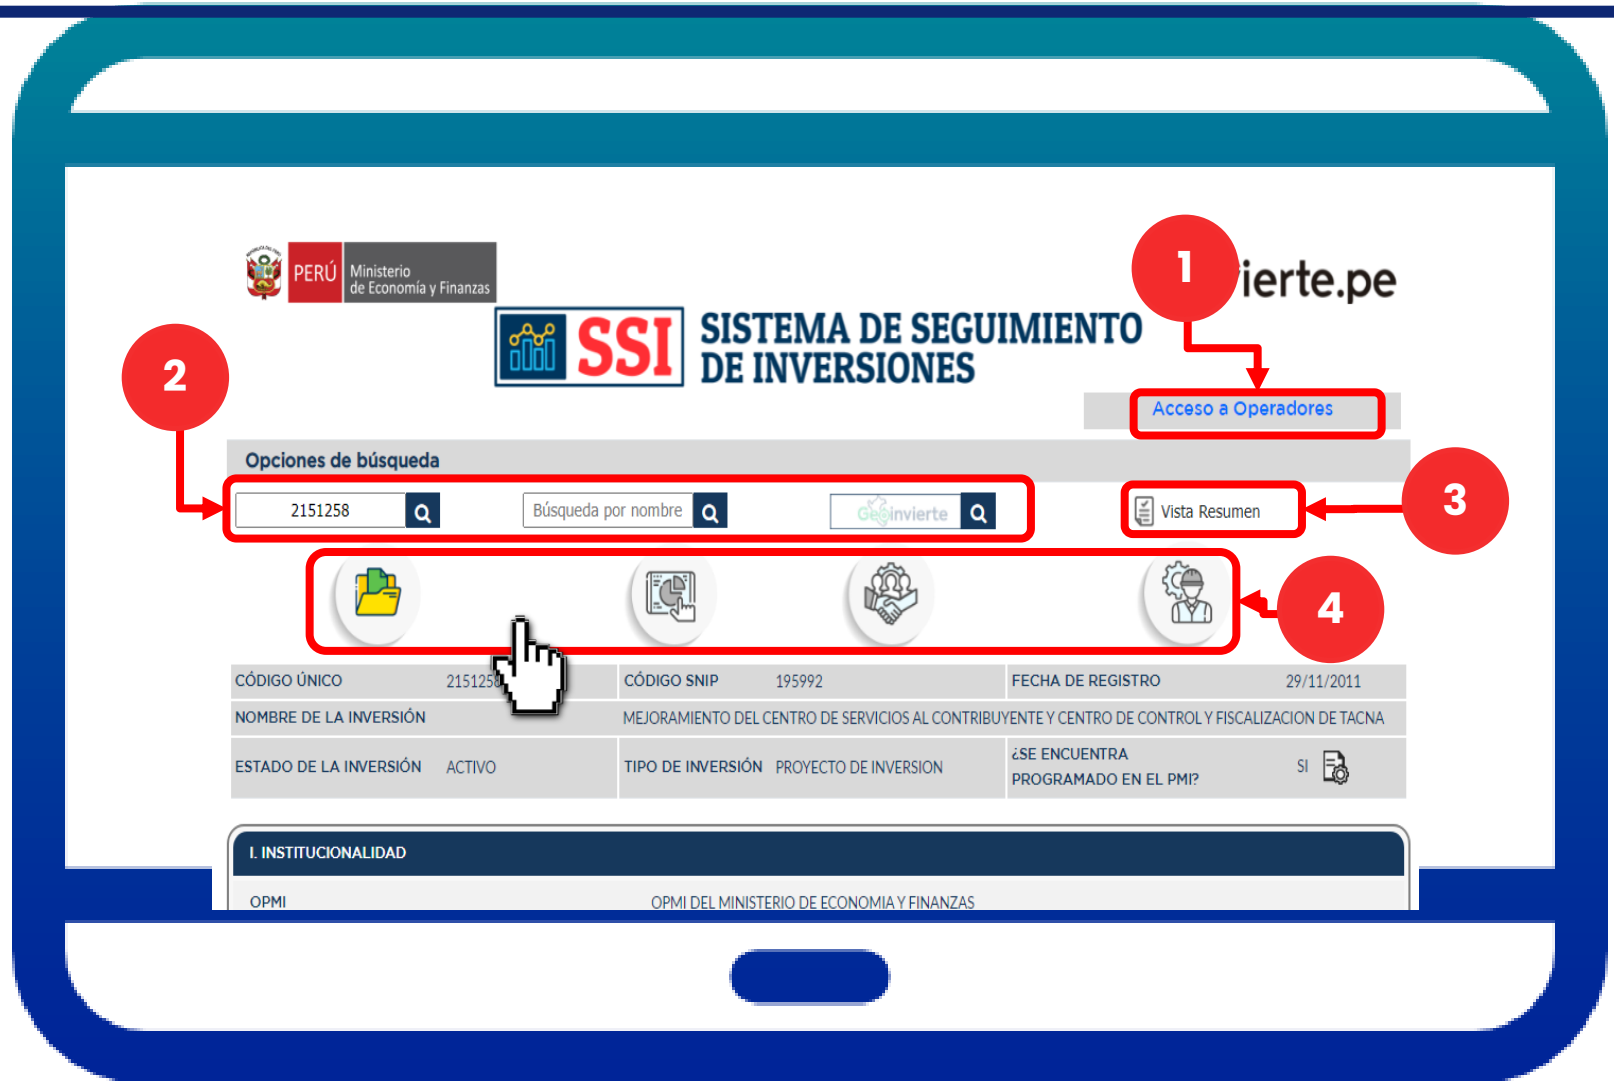 PERÚ
Ministerio
de Economía y Finanzas
1
ierte.pe
SSI
SISTEMA DE SEGUIMIENTO
DE INVERSIONES
2
Acceso a Operadores
Opciones de búsqueda
2151258
Búsqueda por nombre
Geoinvierte
Vista Resumen
3
4
CÓDIGO ÚNICO 2151258 CÓDIGO SNIP 195992 FECHA DE REGISTRO 29/11/2011
NOMBRE DE LA INVERSIÓN MEJORAMIENTO DEL CENTRO DE SERVICIOS AL CONTRIBUYENTE Y CENTRO DE CONTROL Y FISCALIZACION DE TACNA
ESTADO DE LA INVERSIÓN ACTIVO TIPO DE INVERSIÓN PROYECTO DE INVERSION ¿SE ENCUENTRA
PROGRAMADO EN EL PMI? SI
I. INSTITUCIONALIDAD
OPMI OPMI DEL MINISTERIO DE ECONOMIA Y FINANZAS